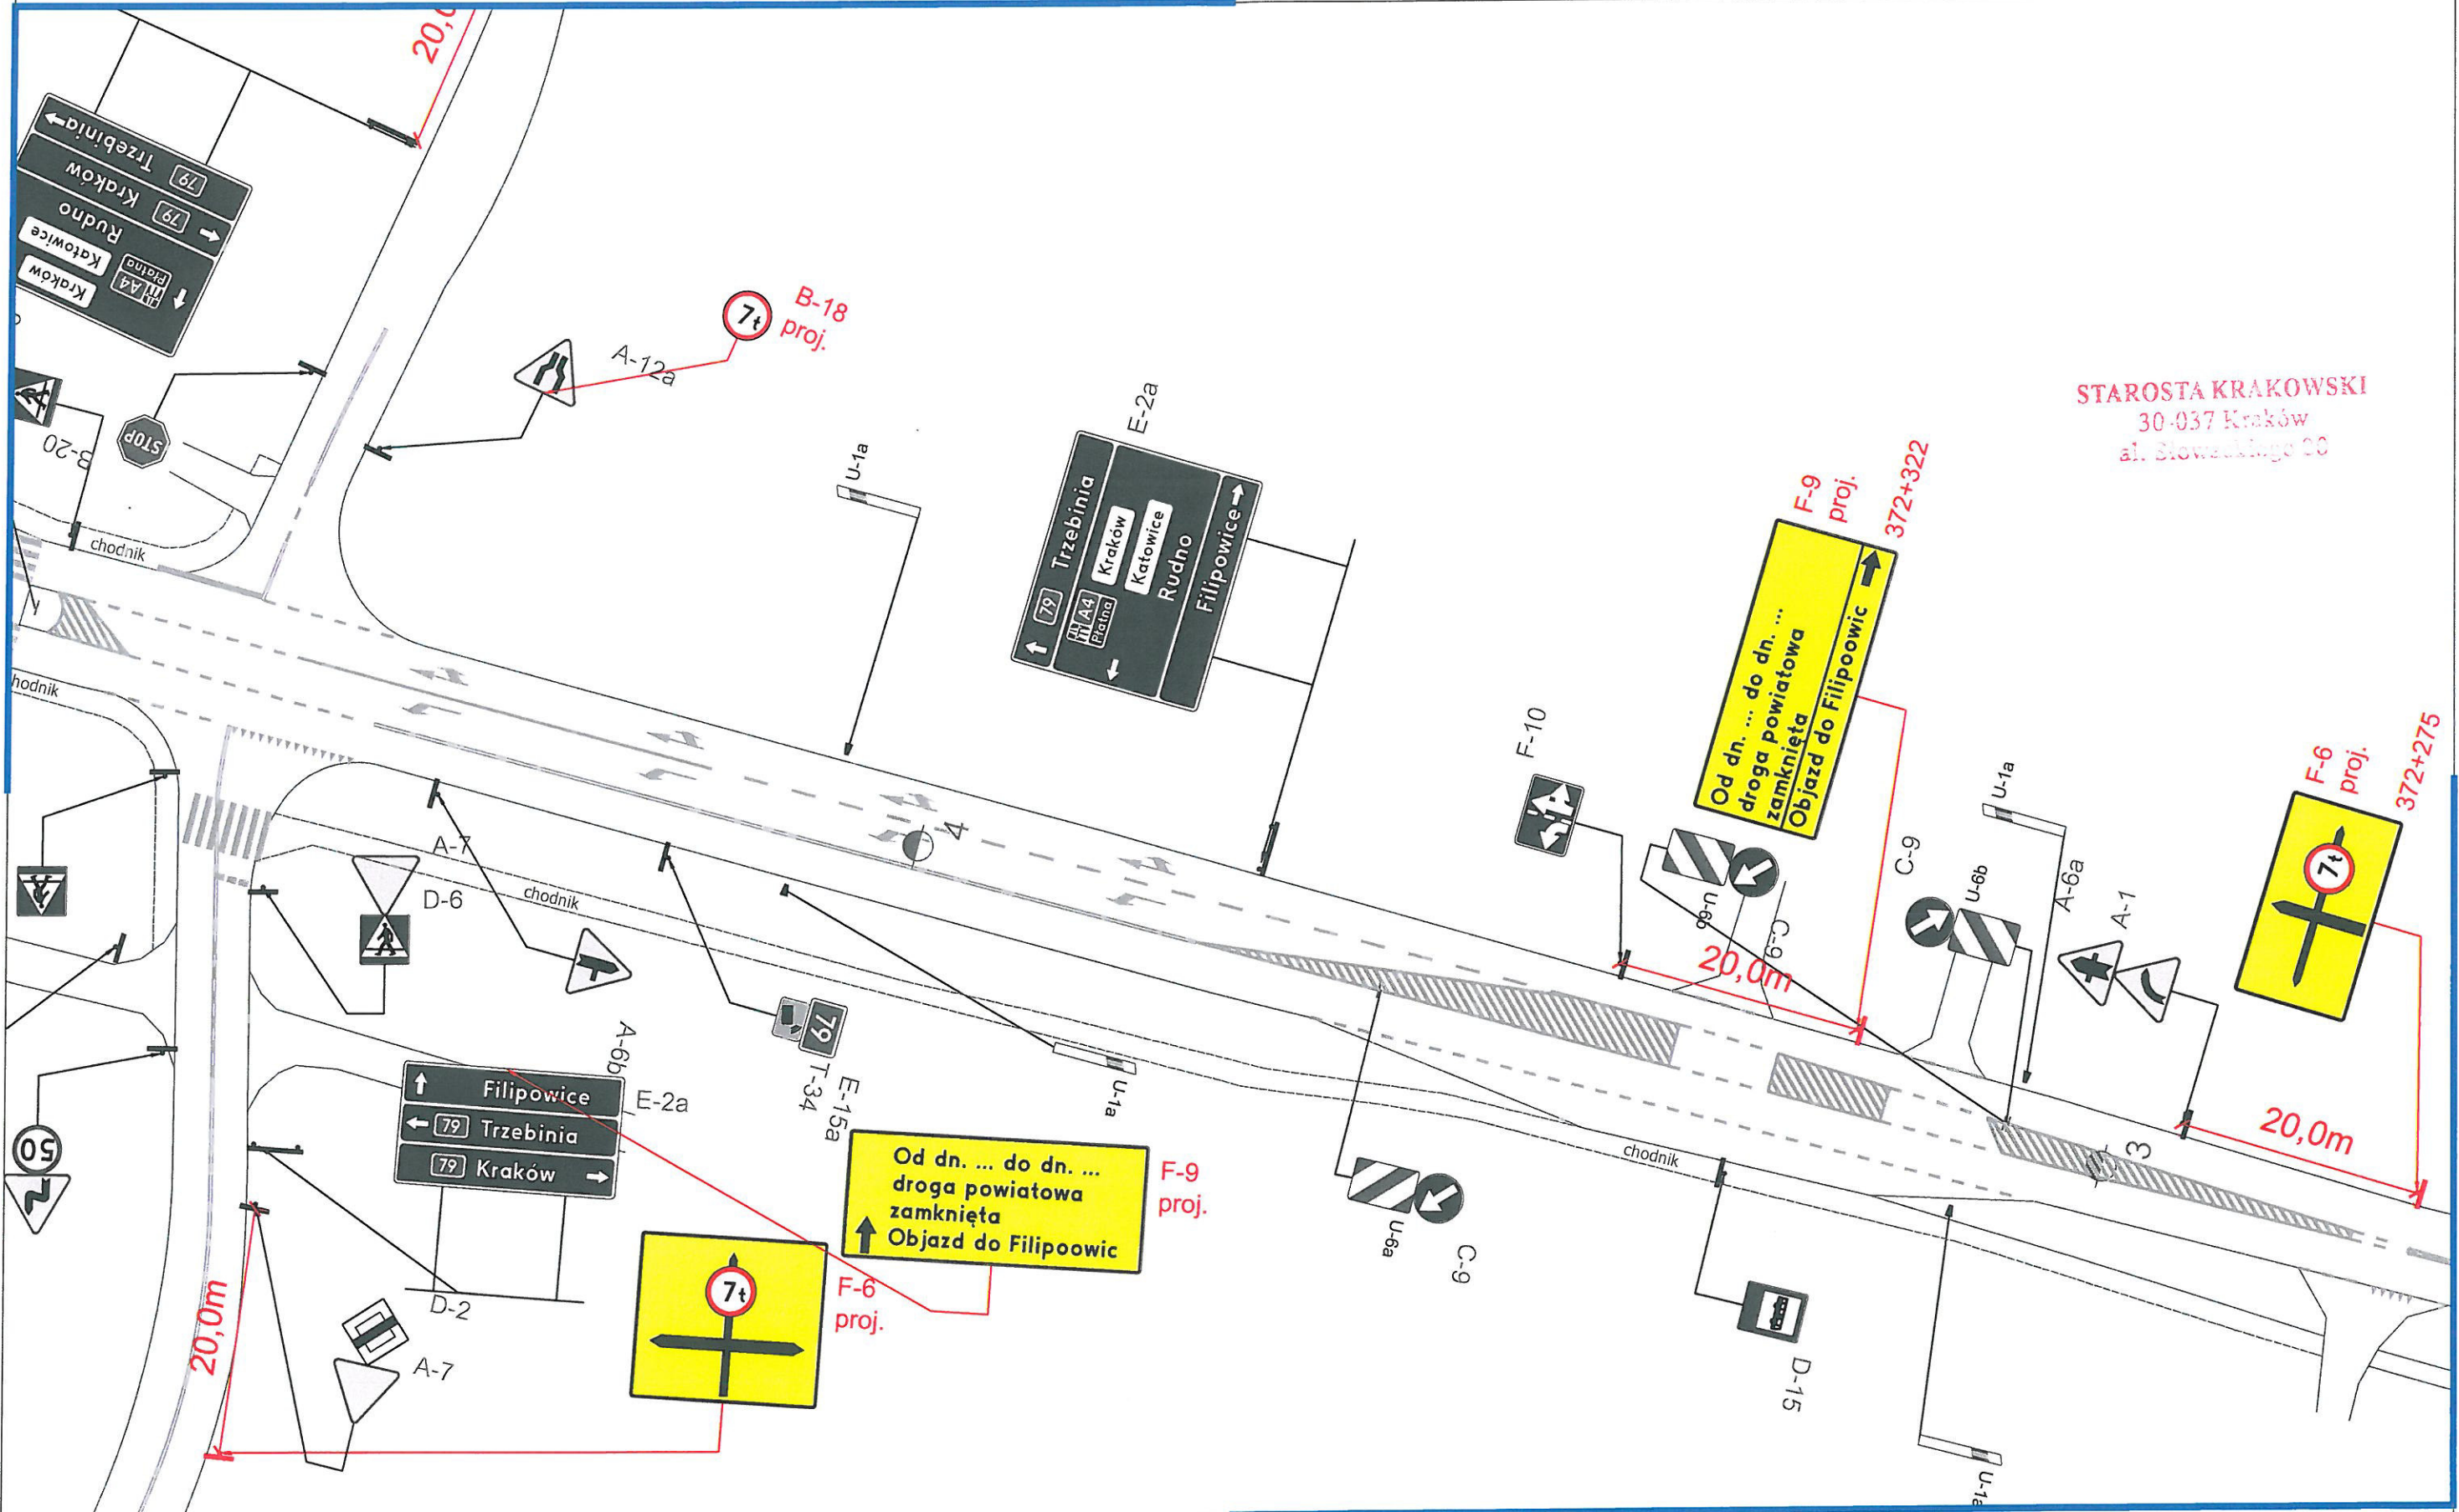 20,0
Trzebinia
79
Kraków
79
Rudno
Katowice
A4
Płatna
Kraków
B-20
STOP
chodnik
A-12a
7t
B-18
proj.
U-1a
E-2a
79
Trzebinia
A4
Płatna
Kraków
Katowice
Rudno
Filipowice
F-9
proj.
372+322
Od dn. ... do dn. ...
droga powiatowa
zamknięta
Objazd do Filipoowic
STAROSTA KRAKOWSKI
30-037 Kraków
F-10
U-6b
C-9
20,0m
C-9
U-6b
U-1a
A-6a
A-1
F-6
proj.
372+275
7t
20,0m
3
4
hodnik
A-7
D-6
chodnik
A-6b
E-2a
Filipowice
79 Trzebinia
79 Kraków
79
T-34
E-15a
U-1a
Od dn. ... do dn. ...
droga powiatowa
zamknięta
Objazd do Filipoowic
F-9
proj.
7t
F-6
proj.
D-2
A-7
20,0m
50
U-6a
C-9
chodnik
D-15
U-1a